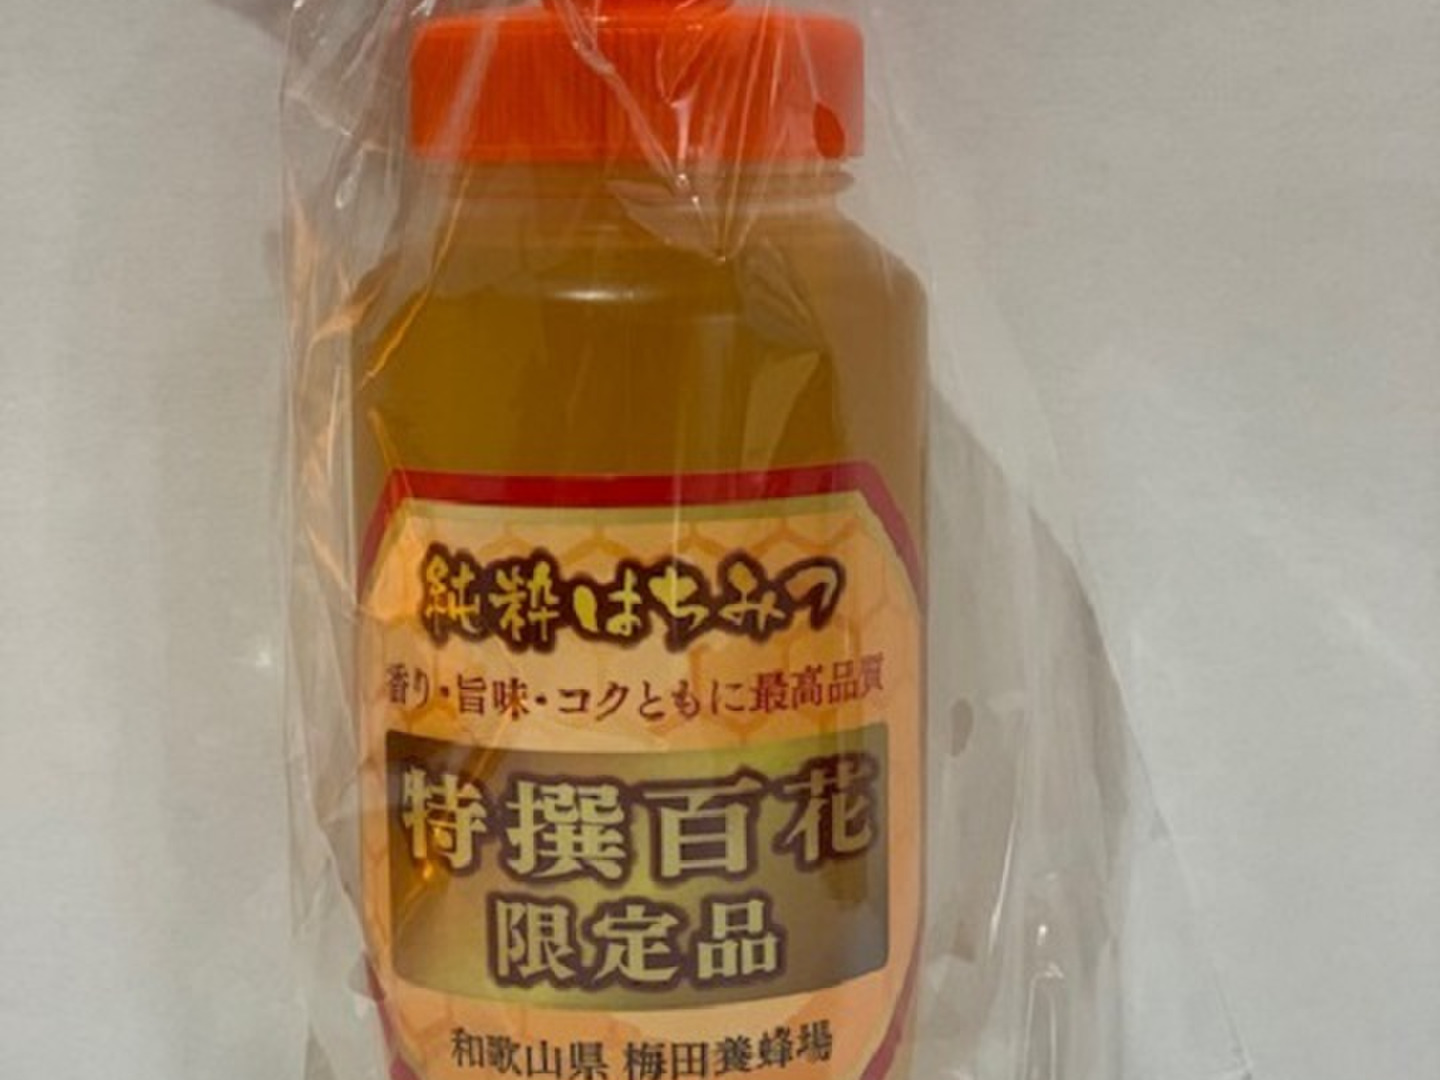 純粋はちみつ
香り・旨味・コクともに最高品質
特撰百花
限定品
和歌山県 梅田養蜂場